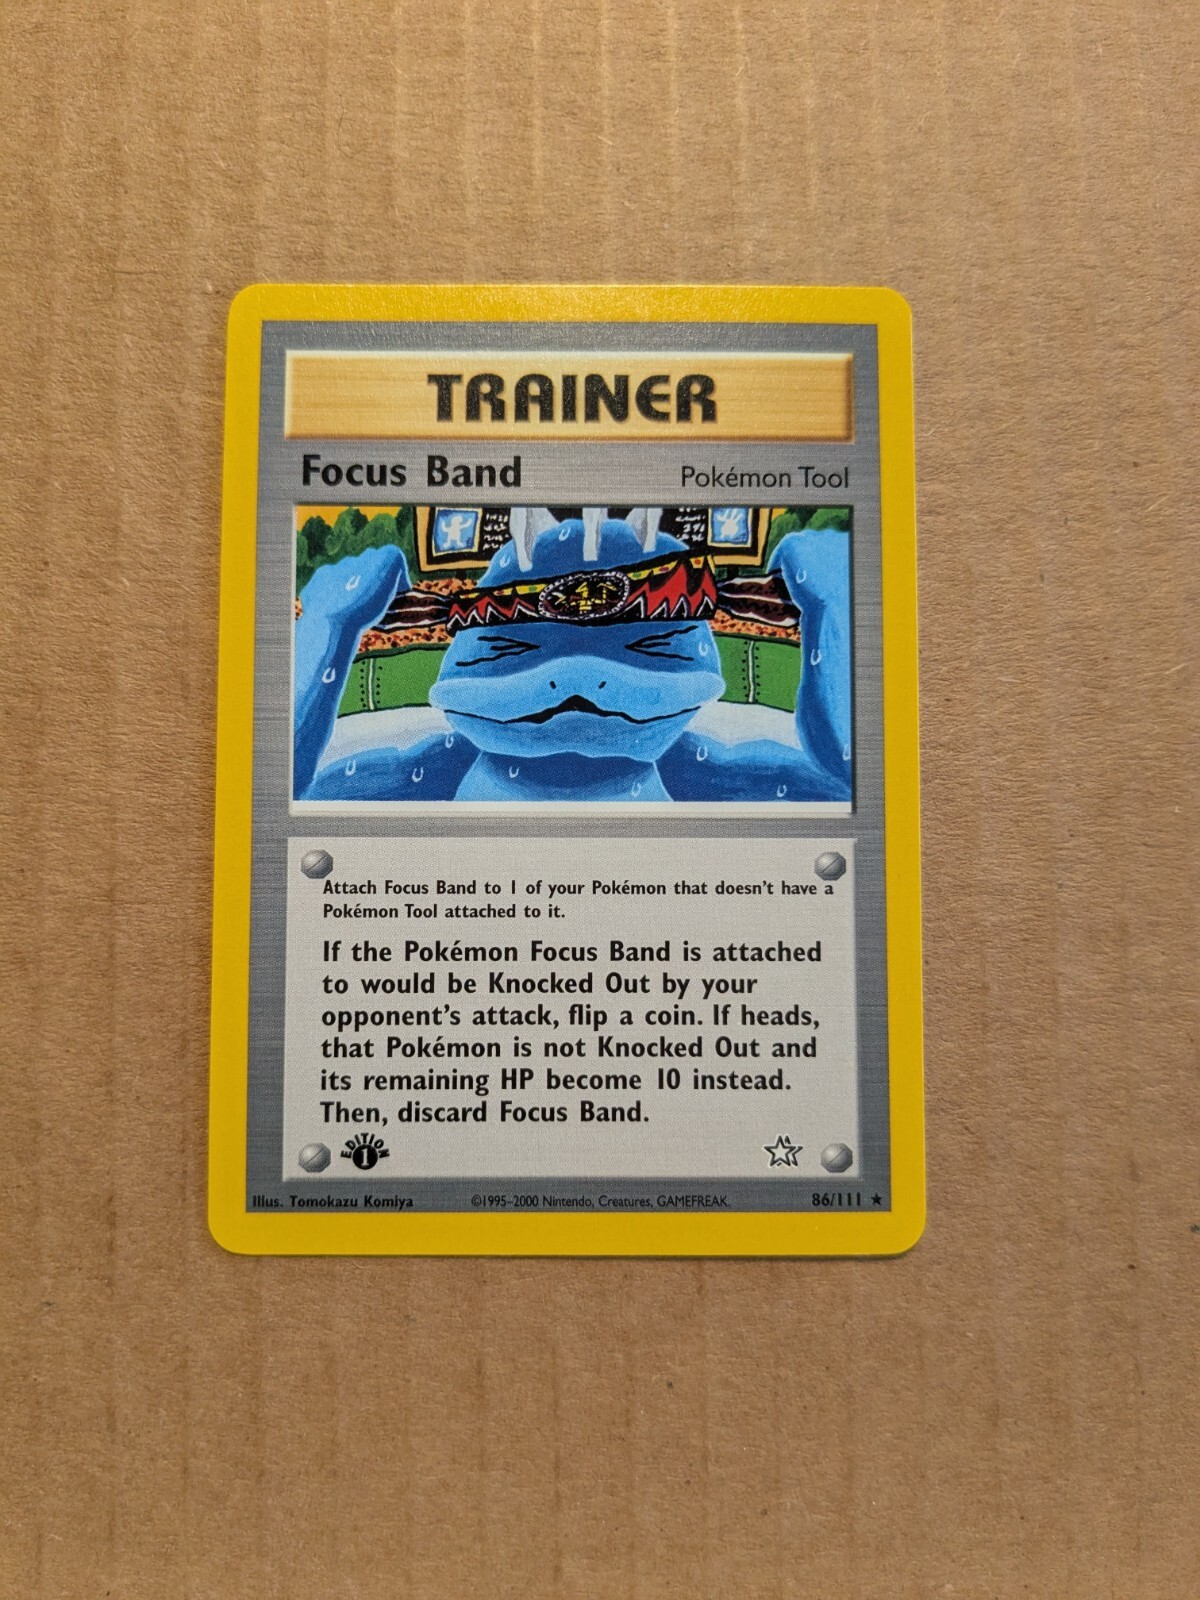 TRAINER
Focus Band
Pokémon Tool
Attach Focus Band to 1 of your Pokémon that doesn't have a
Pokémon Tool attached to it.
If the Pokémon Focus Band is attached
to would be Knocked Out by your
opponent's attack, flip a coin. If heads,
that Pokémon is not Knocked Out and
its remaining HP become 10 instead.
Then, discard Focus Band.
EDITION
1
Illus. Tomokazu Komiya
©1995–2000 Nintendo, Creatures, GAMEFREAK.
86/111 ★